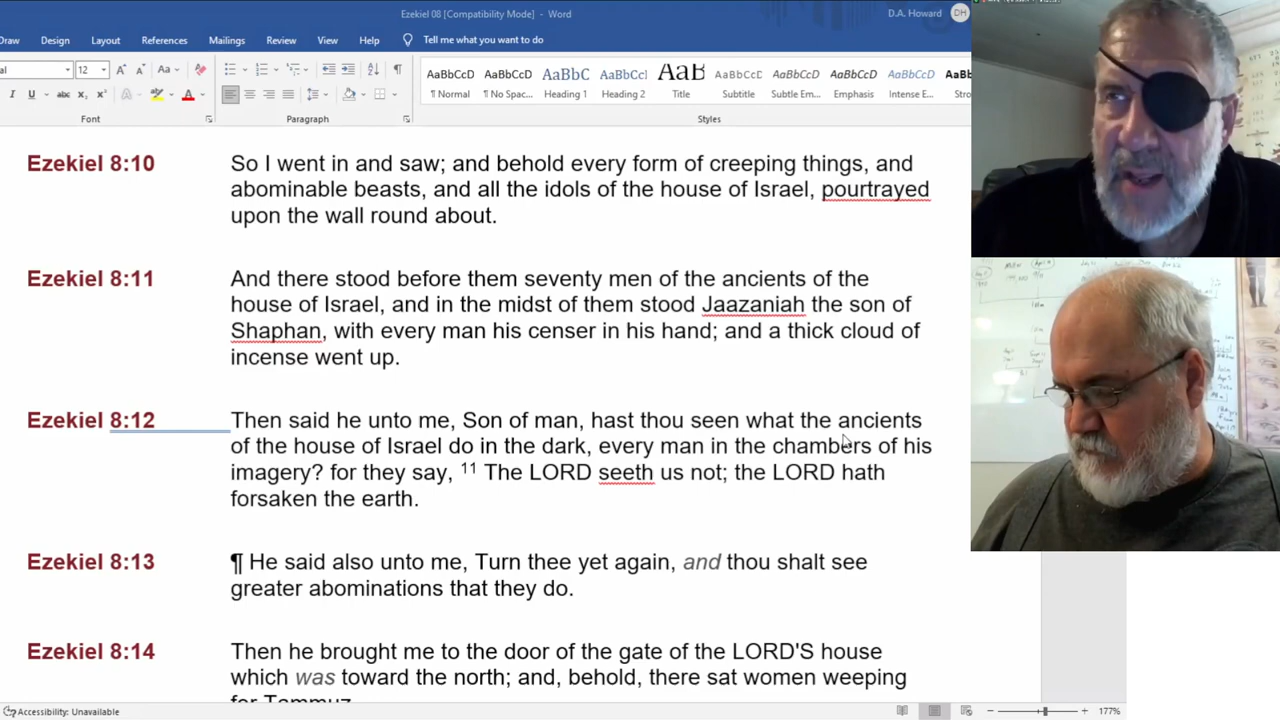 Ezekiel 08 [Compatibility Mode] - Word
D.A. Howard
DH
Draw Design Layout References Mailings Review View Help Tell me what you want to do
12 Aa
AaBbCcD AaBbCcD AaBbC AaBbCcl AaB AaBbCcD AaBbCcD AaBbCcD AaBbCcD
¶ Normal ¶ No Spac... Heading 1 Heading 2 Title Subtitle Subtle Em... Emphasis Intense E...
Font Paragraph Styles
Ezekiel 8:10 So I went in and saw; and behold every form of creeping things, and
abominable beasts, and all the idols of the house of Israel, pourtrayed
upon the wall round about.
Ezekiel 8:11 And there stood before them seventy men of the ancients of the
house of Israel, and in the midst of them stood Jaazaniah the son of
Shaphan, with every man his censer in his hand; and a thick cloud of
incense went up.
Ezekiel 8:12 Then said he unto me, Son of man, hast thou seen what the ancients
of the house of Israel do in the dark, every man in the chambers of his
imagery? for they say, 11 The LORD seeth us not; the LORD hath
forsaken the earth.
Ezekiel 8:13 ¶ He said also unto me, Turn thee yet again, and thou shalt see
greater abominations that they do.
Ezekiel 8:14 Then he brought me to the door of the gate of the LORD'S house
which was toward the north; and, behold, there sat women weeping
for Tammuz.
Accessibility: Unavailable
177%